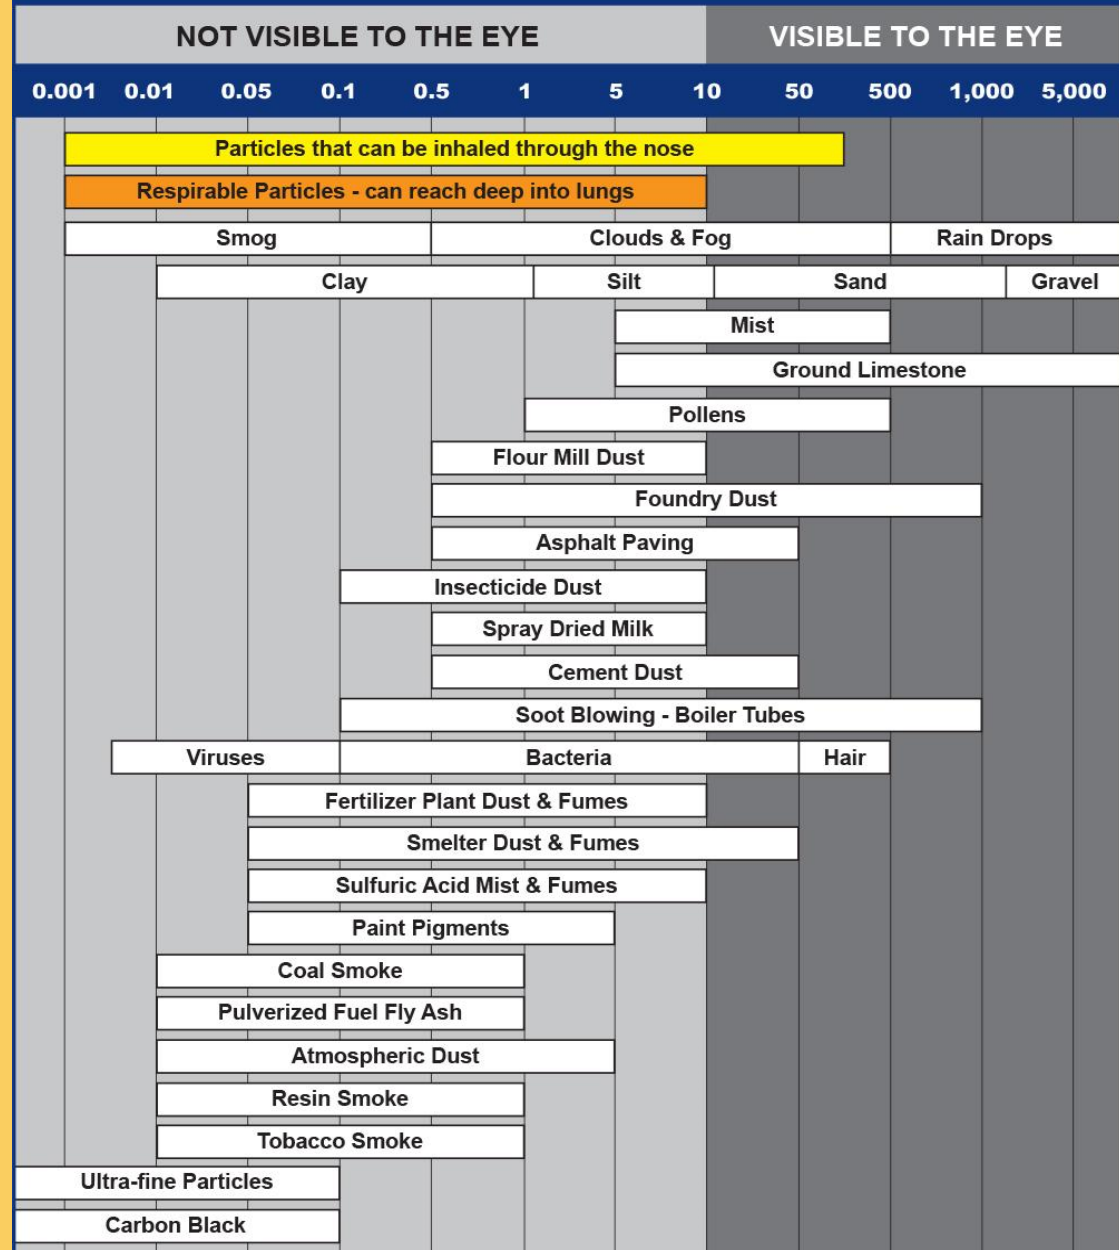 NOT VISIBLE TO THE EYE VISIBLE TO THE EYE
0.001 0.01 0.05 0.1 0.5 1 5 10 50 500 1,000 5,000
Particles that can be inhaled through the nose
Respirable Particles - can reach deep into lungs
Smog Clouds & Fog Rain Drops
Clay Silt Sand Gravel
Mist
Ground Limestone
Pollens
Flour Mill Dust
Foundry Dust
Asphalt Paving
Insecticide Dust
Spray Dried Milk
Cement Dust
Soot Blowing - Boiler Tubes
Viruses Bacteria Hair
Fertilizer Plant Dust & Fumes
Smelter Dust & Fumes
Sulfuric Acid Mist & Fumes
Paint Pigments
Coal Smoke
Pulverized Fuel Fly Ash
Atmospheric Dust
Resin Smoke
Tobacco Smoke
Ultra-fine Particles
Carbon Black